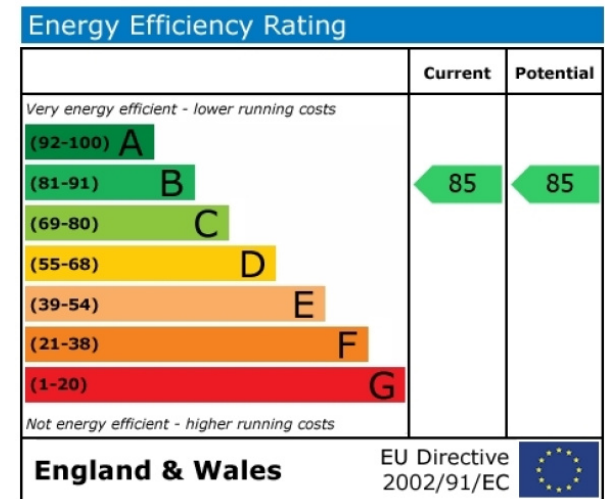 Energy Efficiency Rating
Current Potential
Very energy efficient - lower running costs
(92-100) A
(81-91) B 85 85
(69-80) C
(55-68) D
(39-54) E
(21-38) F
(1-20) G
Not energy efficient - higher running costs
England & Wales
EU Directive
2002/91/EC